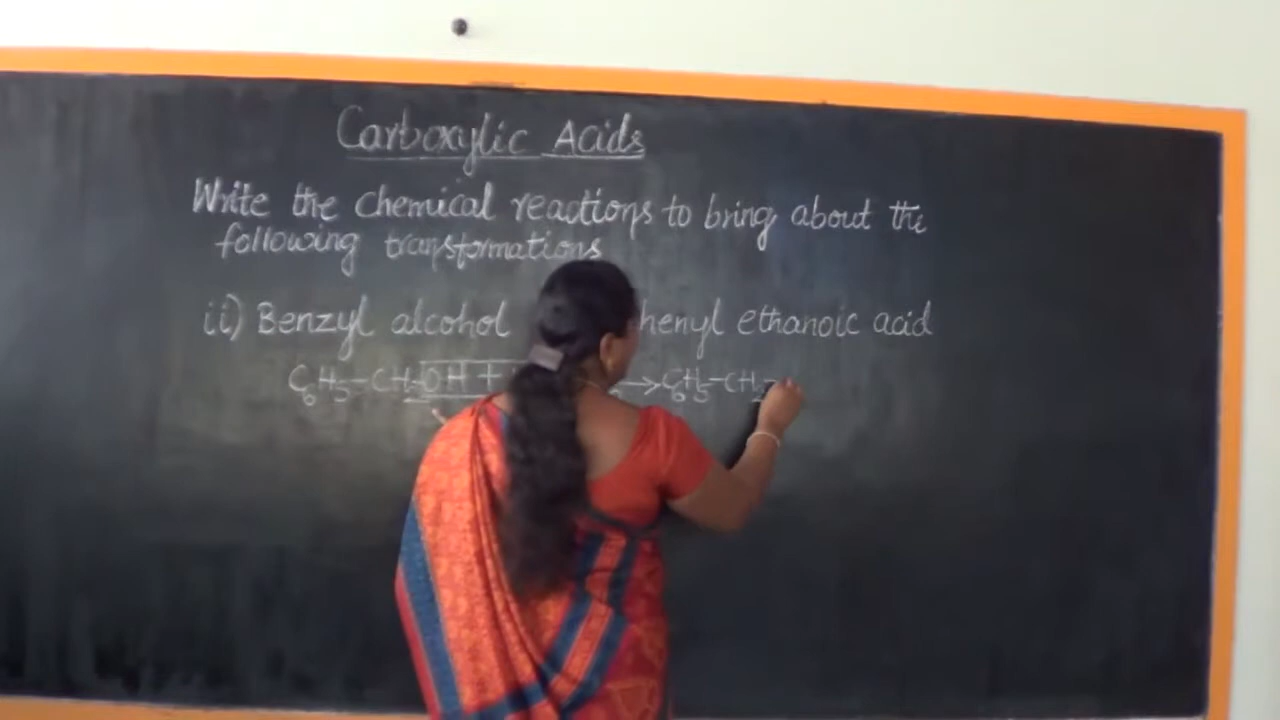 Carboxylic Acids
Write the chemical reactions to bring about the
following transformations
ii) Benzyl alcohol henyl ethanoic acid
C6H5-CH2OH + → C6H5-CH2-